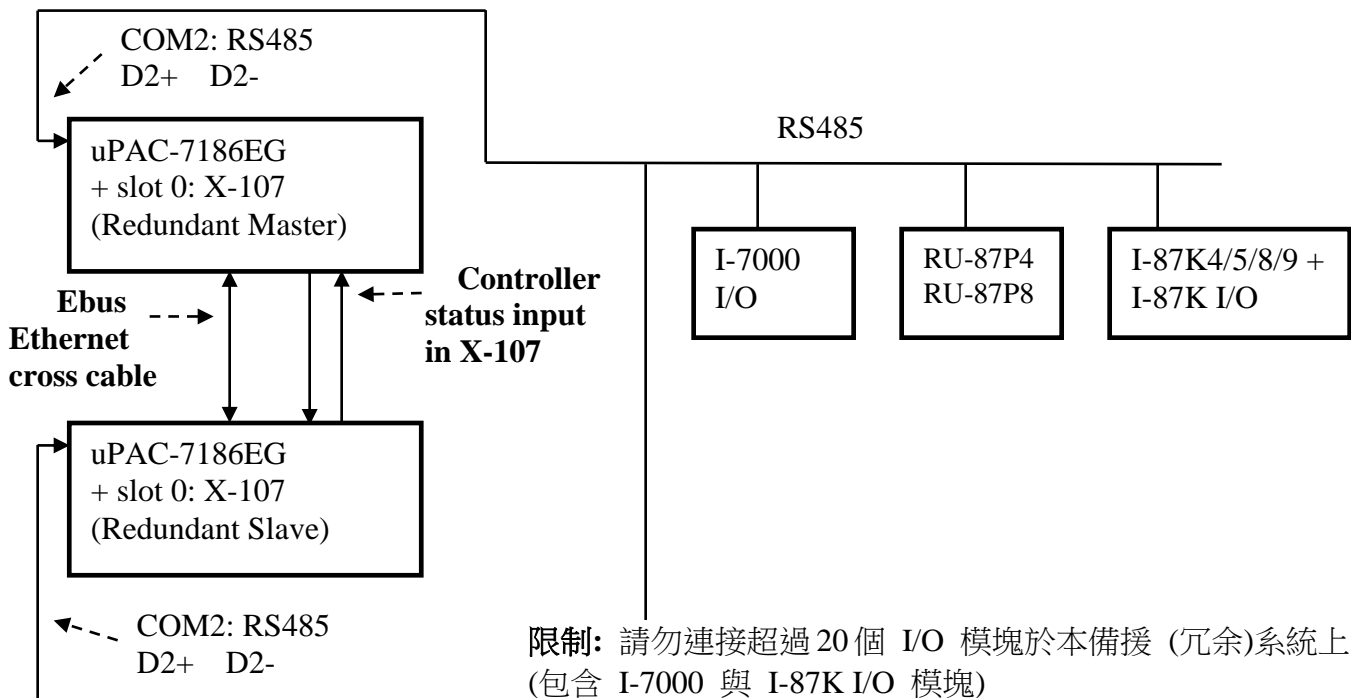 COM2: RS485
D2+ D2-
uPAC-7186EG
+ slot 0: X-107
(Redundant Master)
RS485
I-7000
I/O
RU-87P4
RU-87P8
I-87K4/5/8/9 +
I-87K I/O
Ebus
Ethernet
cross cable
Controller
status input
in X-107
uPAC-7186EG
+ slot 0: X-107
(Redundant Slave)
COM2: RS485
D2+ D2-
限制: 請勿連接超過 20 個 I/O 模塊於本備援 (冗余)系統上
(包含 I-7000 與 I-87K I/O 模塊)